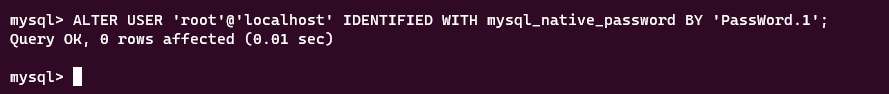 mysql> ALTER USER 'root'@'localhost' IDENTIFIED WITH mysql_native_password BY 'PassWord.1';
Query OK, 0 rows affected (0.01 sec)
mysql>